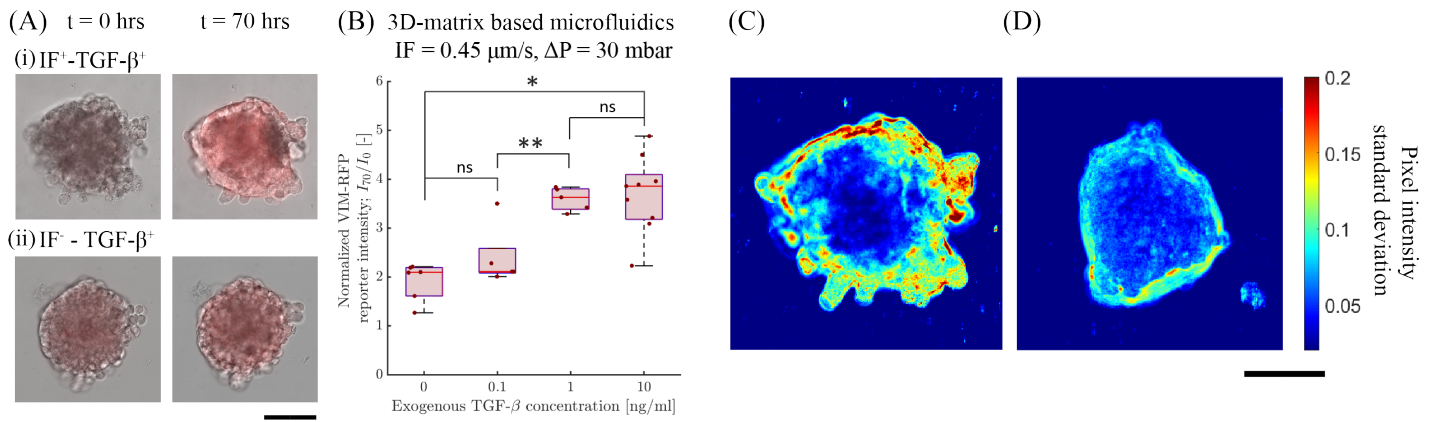 (A) t = 0 hrs t = 70 hrs
(i) IF⁺-TGF-β⁺
(ii) IF⁻ - TGF-β⁺
(B) 3D-matrix based microfluidics
IF = 0.45 μm/s, ΔP = 30 mbar
Normalized VIM-RFP
reporter intensity; I₇₀/I₀ [-]
6
5
4
3
2
1
0
*
ns
**
ns
0 0.1 1 10
Exogenous TGF-β concentration [ng/ml]
(C)
(D)
0.2
0.15
0.1
0.05
Pixel intensity
standard deviation